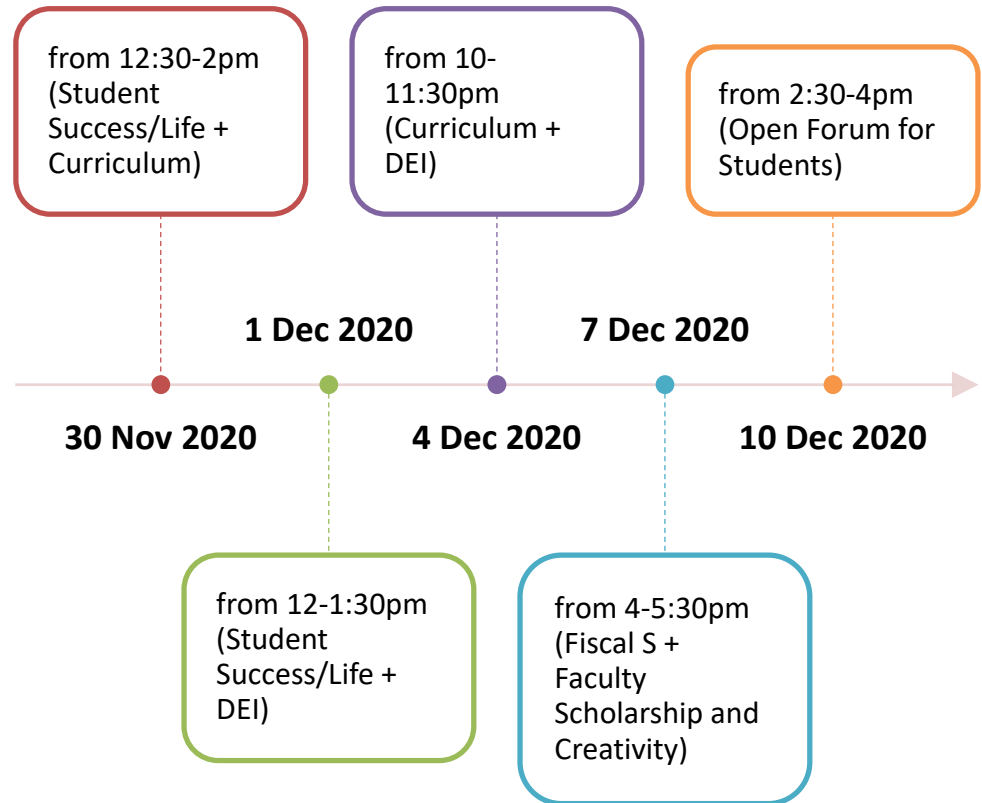 from 12:30-2pm
(Student
Success/Life +
Curriculum)
from 10-
11:30pm
(Curriculum +
DEI)
from 2:30-4pm
(Open Forum for
Students)
1 Dec 2020
7 Dec 2020
30 Nov 2020
4 Dec 2020
10 Dec 2020
from 12-1:30pm
(Student
Success/Life +
DEI)
from 4-5:30pm
(Fiscal S +
Faculty
Scholarship and
Creativity)